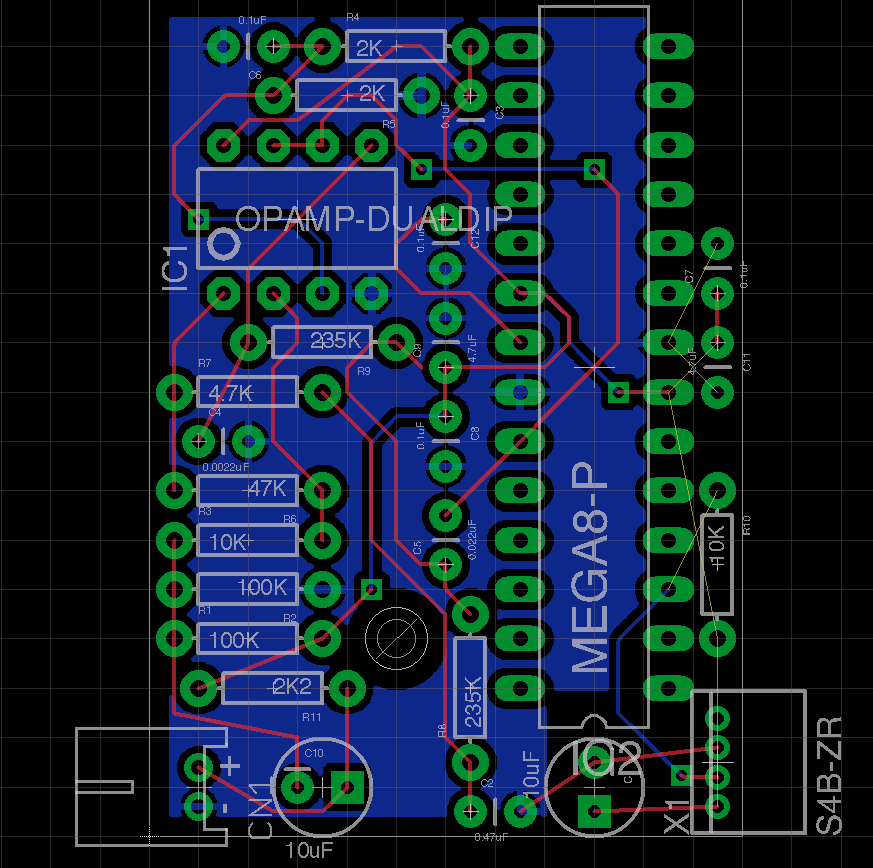 0.1uF
R4
2K
C6
2K
0.1uF
C3
R5
OPAMP-DUALDIP
IC1
0.1uF
C12
C7
0.1uF
235K
C9
4.7uF
4.7uF
C11
R7
R9
4.7K
C4
0.1uF
C8
0.0022uF
47K
R3
R6
10K
C5
0.022uF
MEGA8-P
10K
R10
100K
R1
R2
100K
2K2
R11
235K
R8
C10
+
-
CN1
10uF
C2
0.47uF
10uF
X1
S4B-ZR